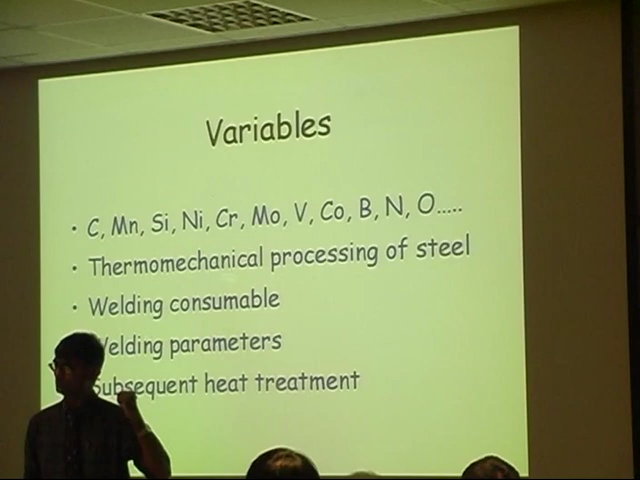 Variables
• C, Mn, Si, Ni, Cr, Mo, V, Co, B, N, O.....
• Thermomechanical processing of steel
• Welding consumable
Welding parameters
Subsequent heat treatment